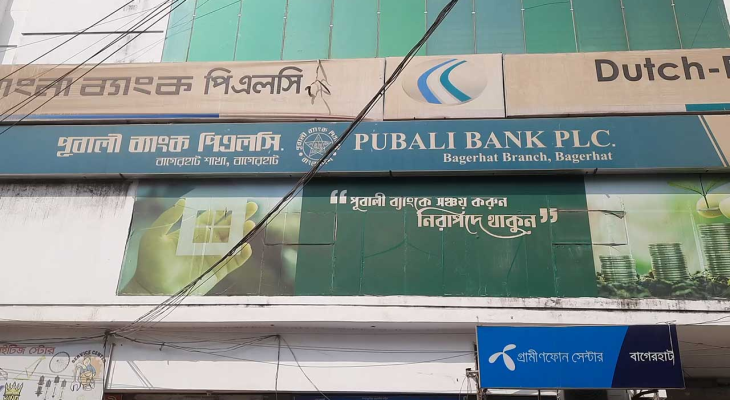 বাংলা ব্যাংক পিএলসি.
Dutch-B
পূবালী ব্যাংক পিএলসি.
বাগেরহাট শাখা, বাগেরহাট
PUBALI BANK PLC.
Bagerhat Branch, Bagerhat
“পূবালী ব্যাংকে সঞ্চয় করুন
নিরাপদে থাকুন”
গ্রামীণফোন সেন্টার
বাগেরহাট